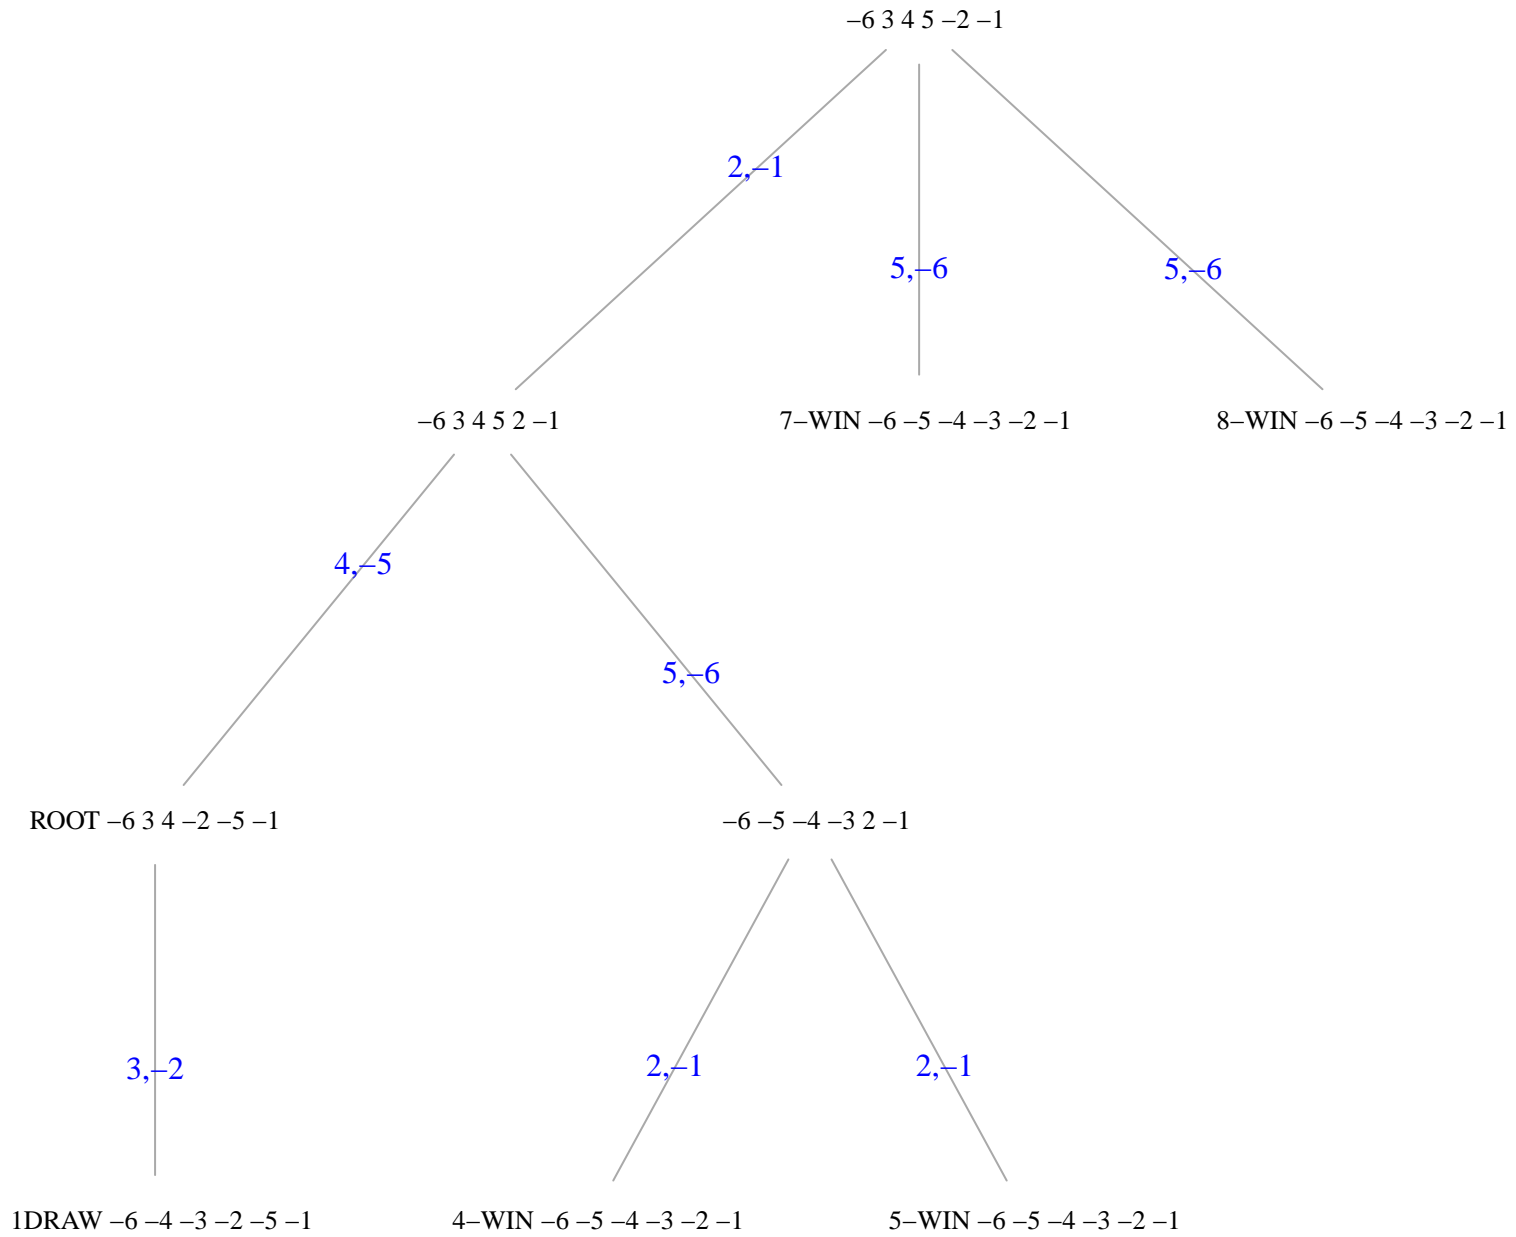 –6 3 4 5 –2 –1
2,–1
5,–6
5,–6
–6 3 4 5 2 –1
7–WIN –6 –5 –4 –3 –2 –1
8–WIN –6 –5 –4 –3 –2 –1
4,–5
5,–6
ROOT –6 3 4 –2 –5 –1
–6 –5 –4 –3 2 –1
3,–2
2,–1
2,–1
1DRAW –6 –4 –3 –2 –5 –1
4–WIN –6 –5 –4 –3 –2 –1
5–WIN –6 –5 –4 –3 –2 –1